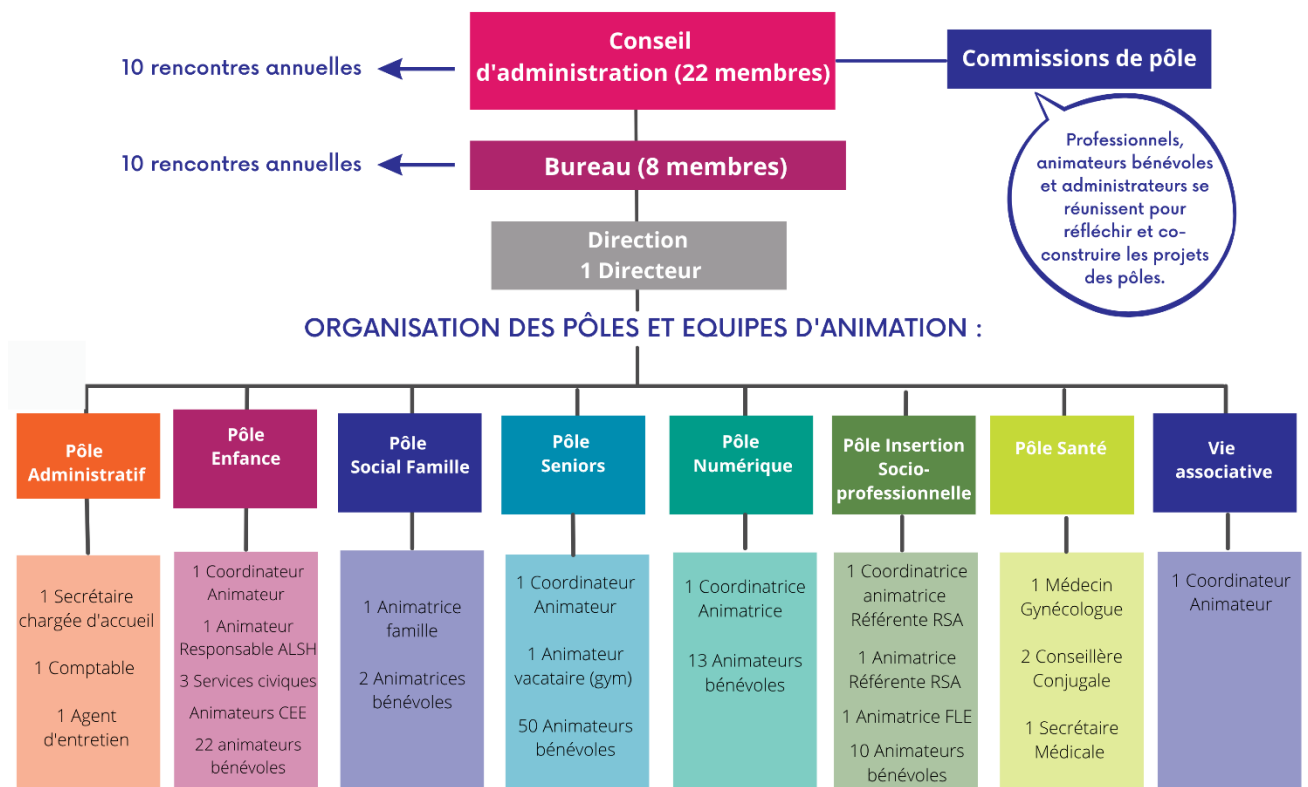 10 rencontres annuelles
Conseil
d'administration (22 membres)
Commissions de pôle
10 rencontres annuelles
Bureau (8 membres)
Professionnels,
animateurs bénévoles
et administrateurs se
réunissent pour
réfléchir et co-
construire les projets
des pôles.
Direction
1 Directeur
ORGANISATION DES PÔLES ET EQUIPES D'ANIMATION :
Pôle
Administratif
1 Secrétaire
chargée d'accueil
1 Comptable
1 Agent
d'entretien
Pôle
Enfance
1 Coordinateur
Animateur
1 Animateur
Responsable ALSH
3 Services civiques
Animateurs CEE
22 animateurs
bénévoles
Pôle
Social Famille
1 Animatrice
famille
2 Animatrices
bénévoles
Pôle
Seniors
1 Coordinateur
Animateur
1 Animateur
vacataire (gym)
50 Animateurs
bénévoles
Pôle
Numérique
1 Coordinatrice
Animatrice
13 Animateurs
bénévoles
Pôle Insertion
Socio-
professionnelle
1 Coordinatrice
animatrice
Référente RSA
1 Animatrice
Référente RSA
1 Animatrice FLE
10 Animateurs
bénévoles
Pôle Santé
1 Médecin
Gynécologue
2 Conseillère
Conjugale
1 Secrétaire
Médicale
Vie
associative
1 Coordinateur
Animateur